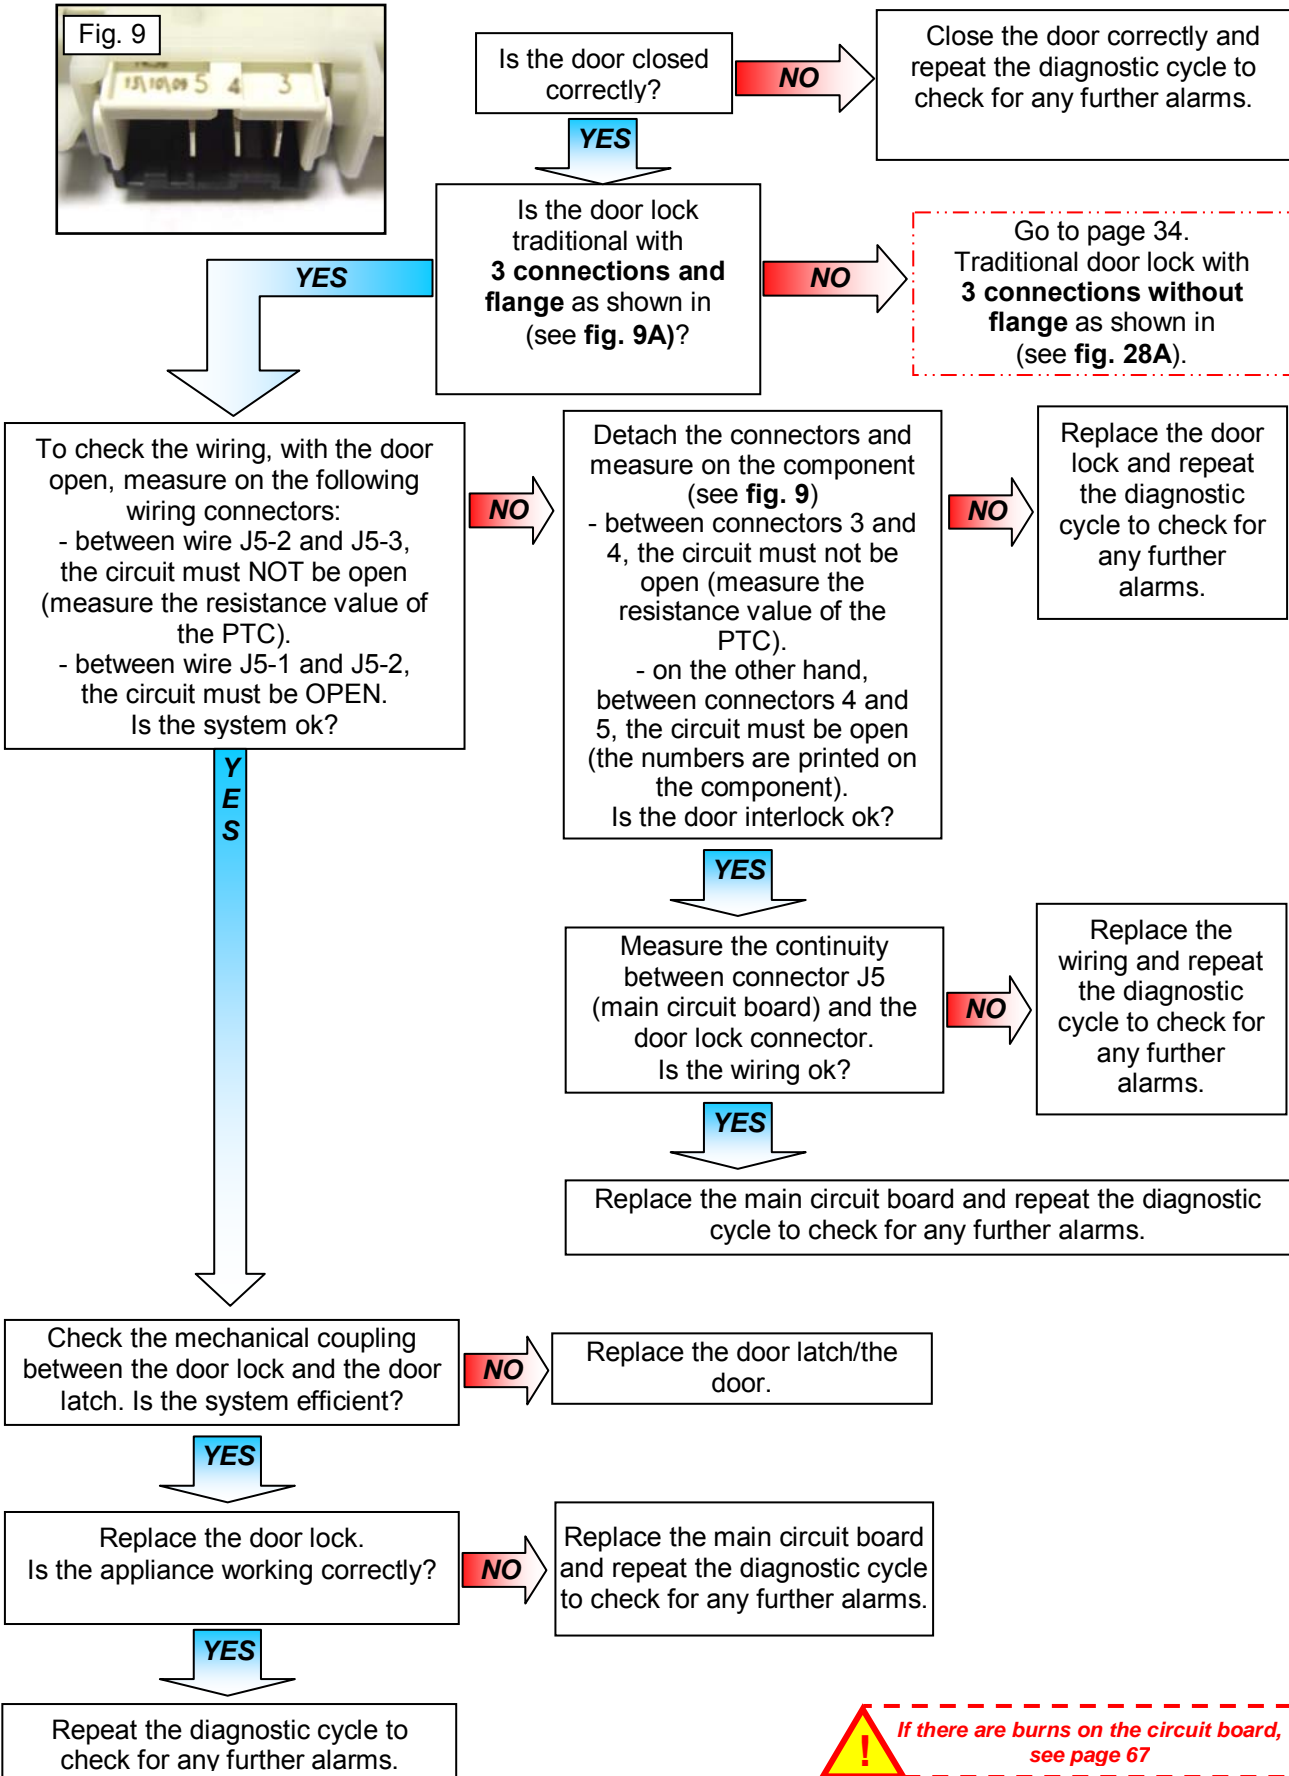 Fig. 9
13\10\09 5 4 3
Is the door closed
correctly?
NO
Close the door correctly and
repeat the diagnostic cycle to
check for any further alarms.
YES
Is the door lock
traditional with
3 connections and
flange as shown in
(see fig. 9A)?
YES
NO
Go to page 34.
Traditional door lock with
3 connections without
flange as shown in
(see fig. 28A).
To check the wiring, with the door
open, measure on the following
wiring connectors:
- between wire J5-2 and J5-3,
the circuit must NOT be open
(measure the resistance value of
the PTC).
- between wire J5-1 and J5-2,
the circuit must be OPEN.
Is the system ok?
NO
Detach the connectors and
measure on the component
(see fig. 9)
- between connectors 3 and
4, the circuit must not be
open (measure the
resistance value of the
PTC).
- on the other hand,
between connectors 4 and
5, the circuit must be open
(the numbers are printed on
the component).
Is the door interlock ok?
NO
Replace the door
lock and repeat
the diagnostic
cycle to check for
any further
alarms.
YES
YES
Measure the continuity
between connector J5
(main circuit board) and the
door lock connector.
Is the wiring ok?
NO
Replace the
wiring and repeat
the diagnostic
cycle to check for
any further
alarms.
YES
Replace the main circuit board and repeat the diagnostic
cycle to check for any further alarms.
Check the mechanical coupling
between the door lock and the door
latch. Is the system efficient?
NO
Replace the door latch/the
door.
YES
Replace the door lock.
Is the appliance working correctly?
NO
Replace the main circuit board
and repeat the diagnostic cycle
to check for any further alarms.
YES
Repeat the diagnostic cycle to
check for any further alarms.
!
If there are burns on the circuit board,
see page 67